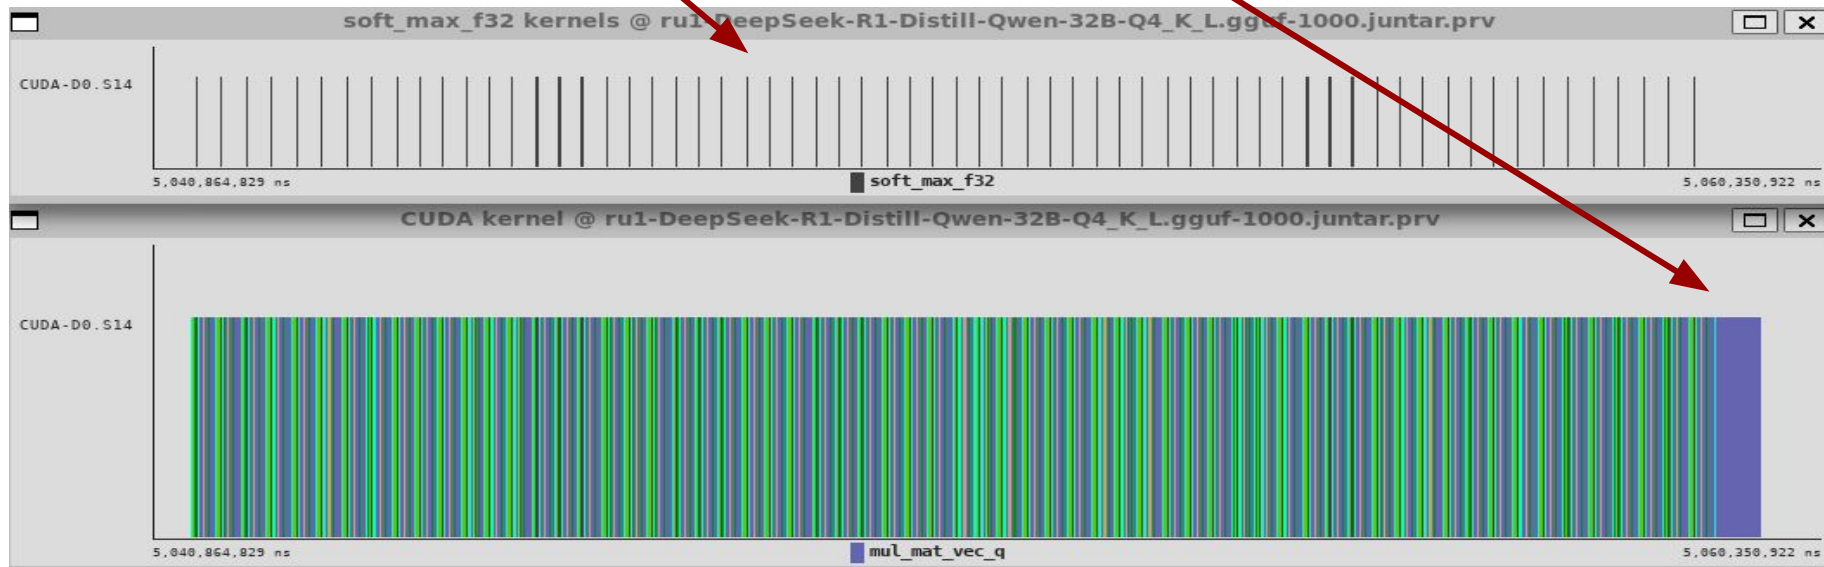 soft_max_f32 kernels @ ru1-DeepSeek-R1-Distill-Qwen-32B-Q4_K_L.gguf-1000.juntar.prv
CUDA-D0.S14
5,040,864,829 ns soft_max_f32 5,060,350,922 ns
CUDA kernel @ ru1-DeepSeek-R1-Distill-Qwen-32B-Q4_K_L.gguf-1000.juntar.prv
CUDA-D0.S14
5,040,864,829 ns mul_mat_vec_q 5,060,350,922 ns